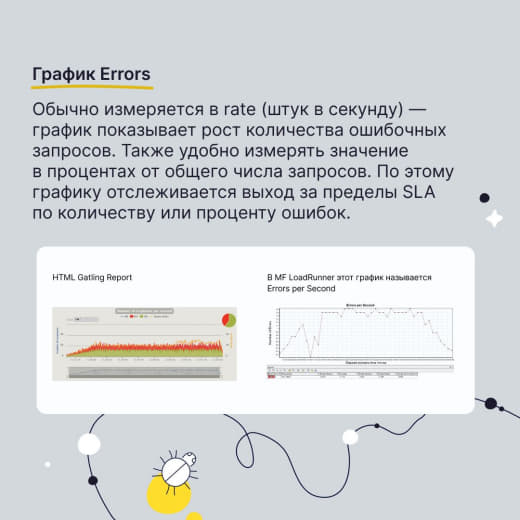 График Errors
Обычно измеряется в rate (штук в секунду) —
график показывает рост количества ошибочных
запросов. Также удобно измерять значение
в процентах от общего числа запросов. По этому
графику отслеживается выход за пределы SLA
по количеству или проценту ошибок.
HTML Gatling Report
В MF LoadRunner этот график называется
Errors per Second
Errors per Second